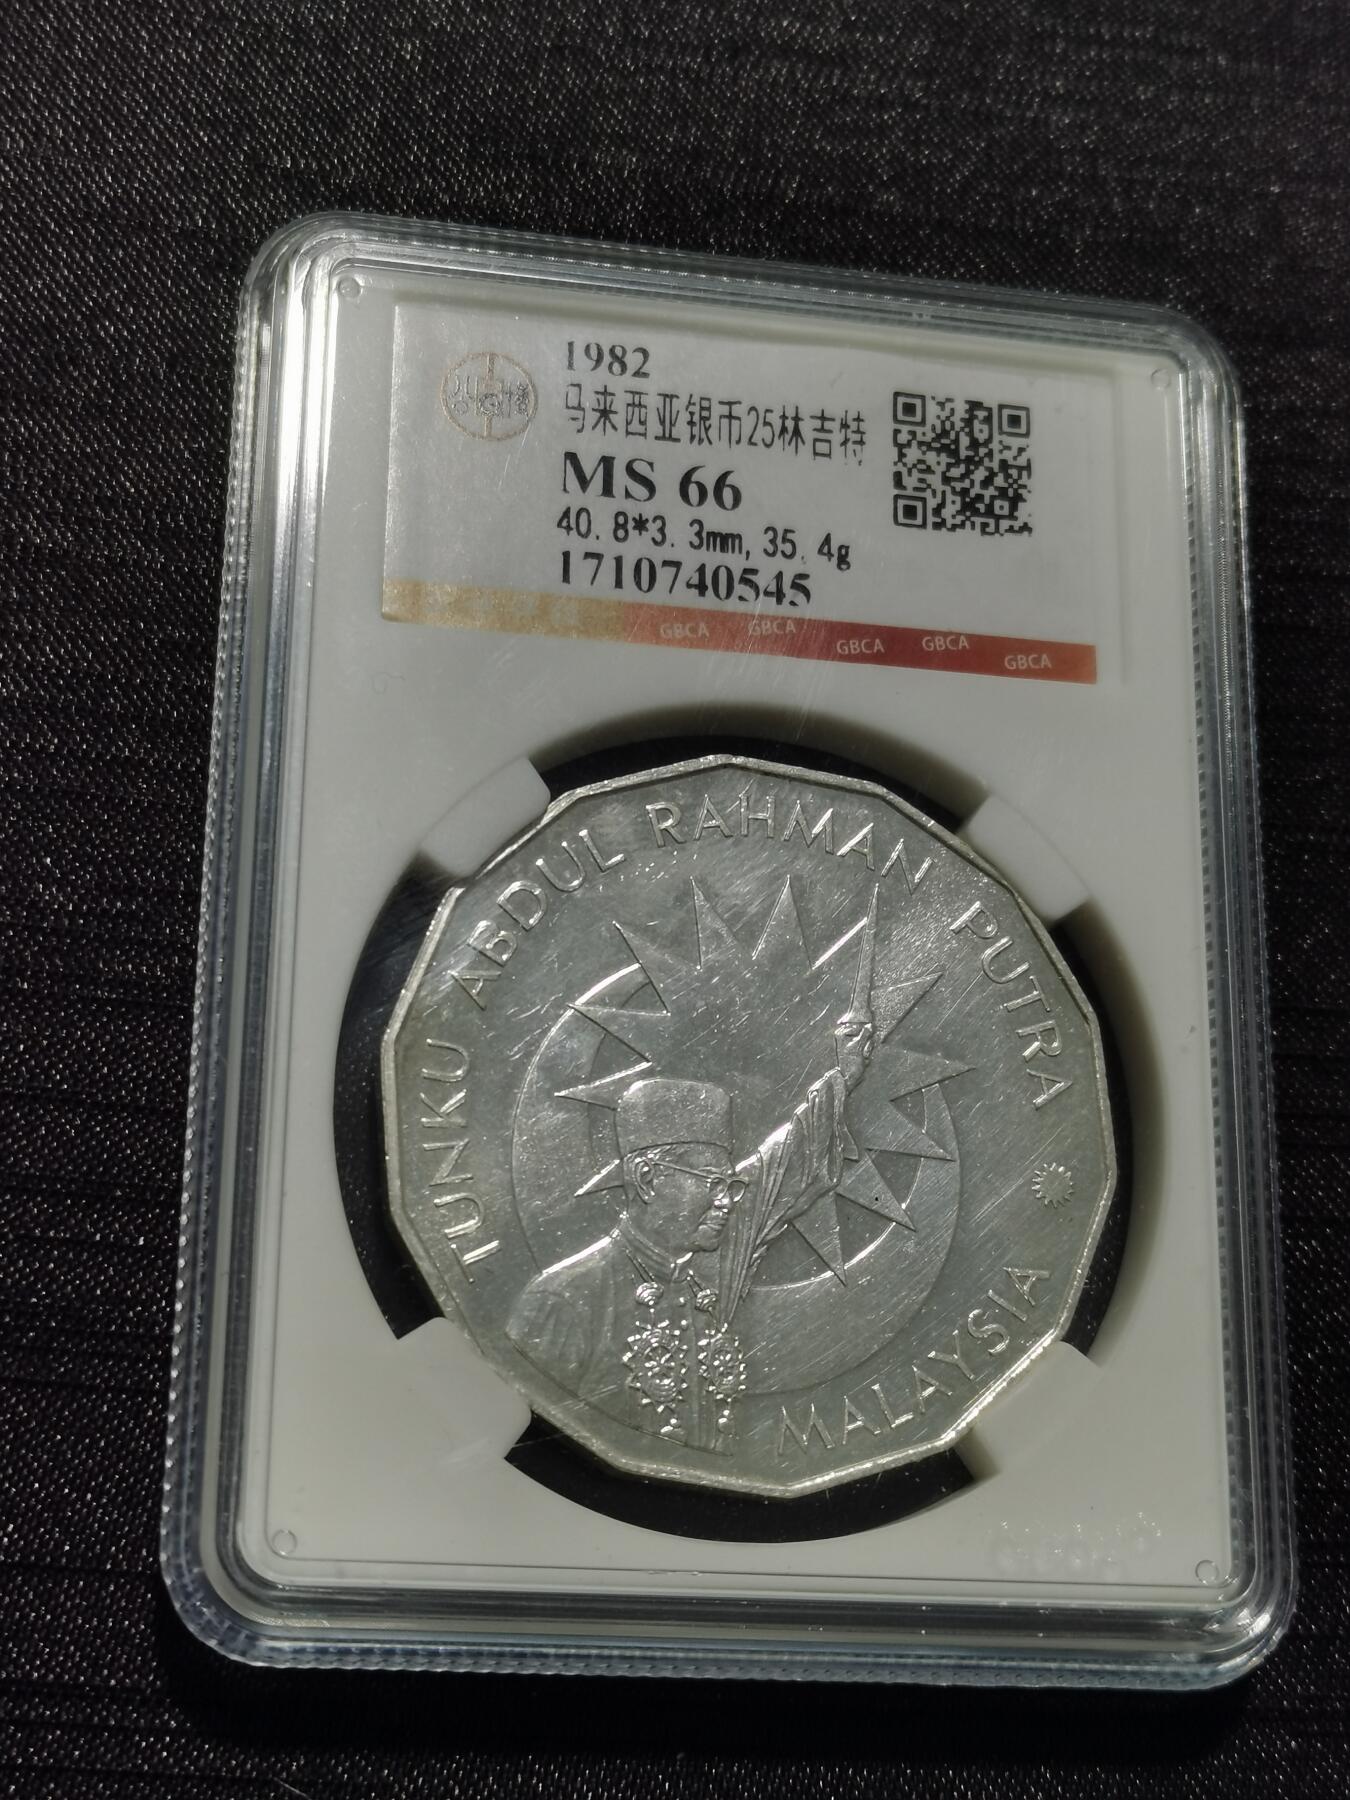 1982
马来西亚银币25林吉特
MS 66
40.8*3.3mm,35.4g
1710740545
GBCA GBCA GBCA GBCA GBCA
TUNKU ABDUL RAHMAN PUTRA
MALAYSIA